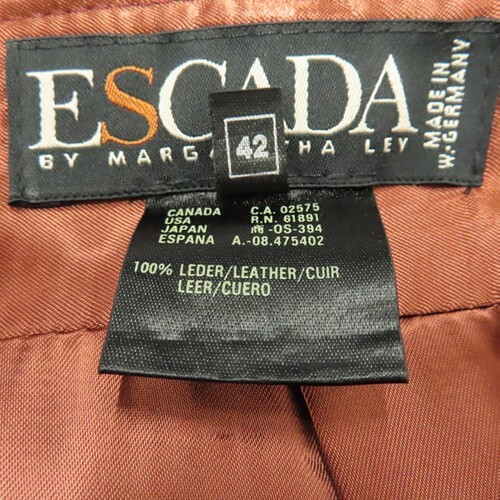 ESCADA
BY MARGA HA LEY
MADE IN
W.-GERMANY
42
CANADA C.A. 02575
USA R.N. 61891
JAPAN -OS-394
ESPANA A.-08.475402
100% LEDER/LEATHER/CUIR
LEER/CUERO